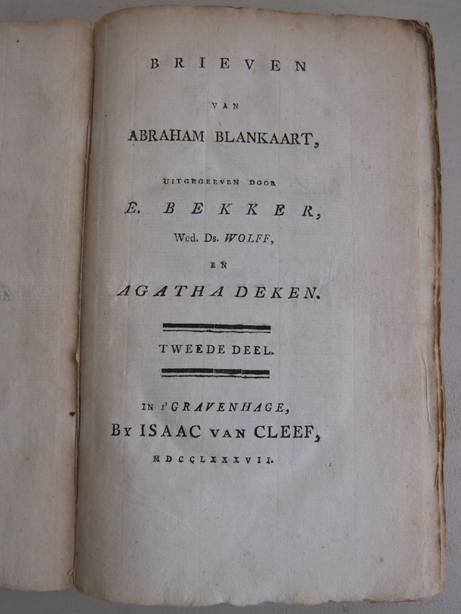 BRIEVEN
VAN
ABRAHAM BLANKAART,
UITGEGEEVEN DOOR
E. BEKKER,
Wed. Ds. WOLFF,
EN
AGATHA DEKEN.
TWEEDE DEEL.
IN 's GRAVENHAGE,
By ISAAC VAN CLEEF,
MDCCLXXXVII.